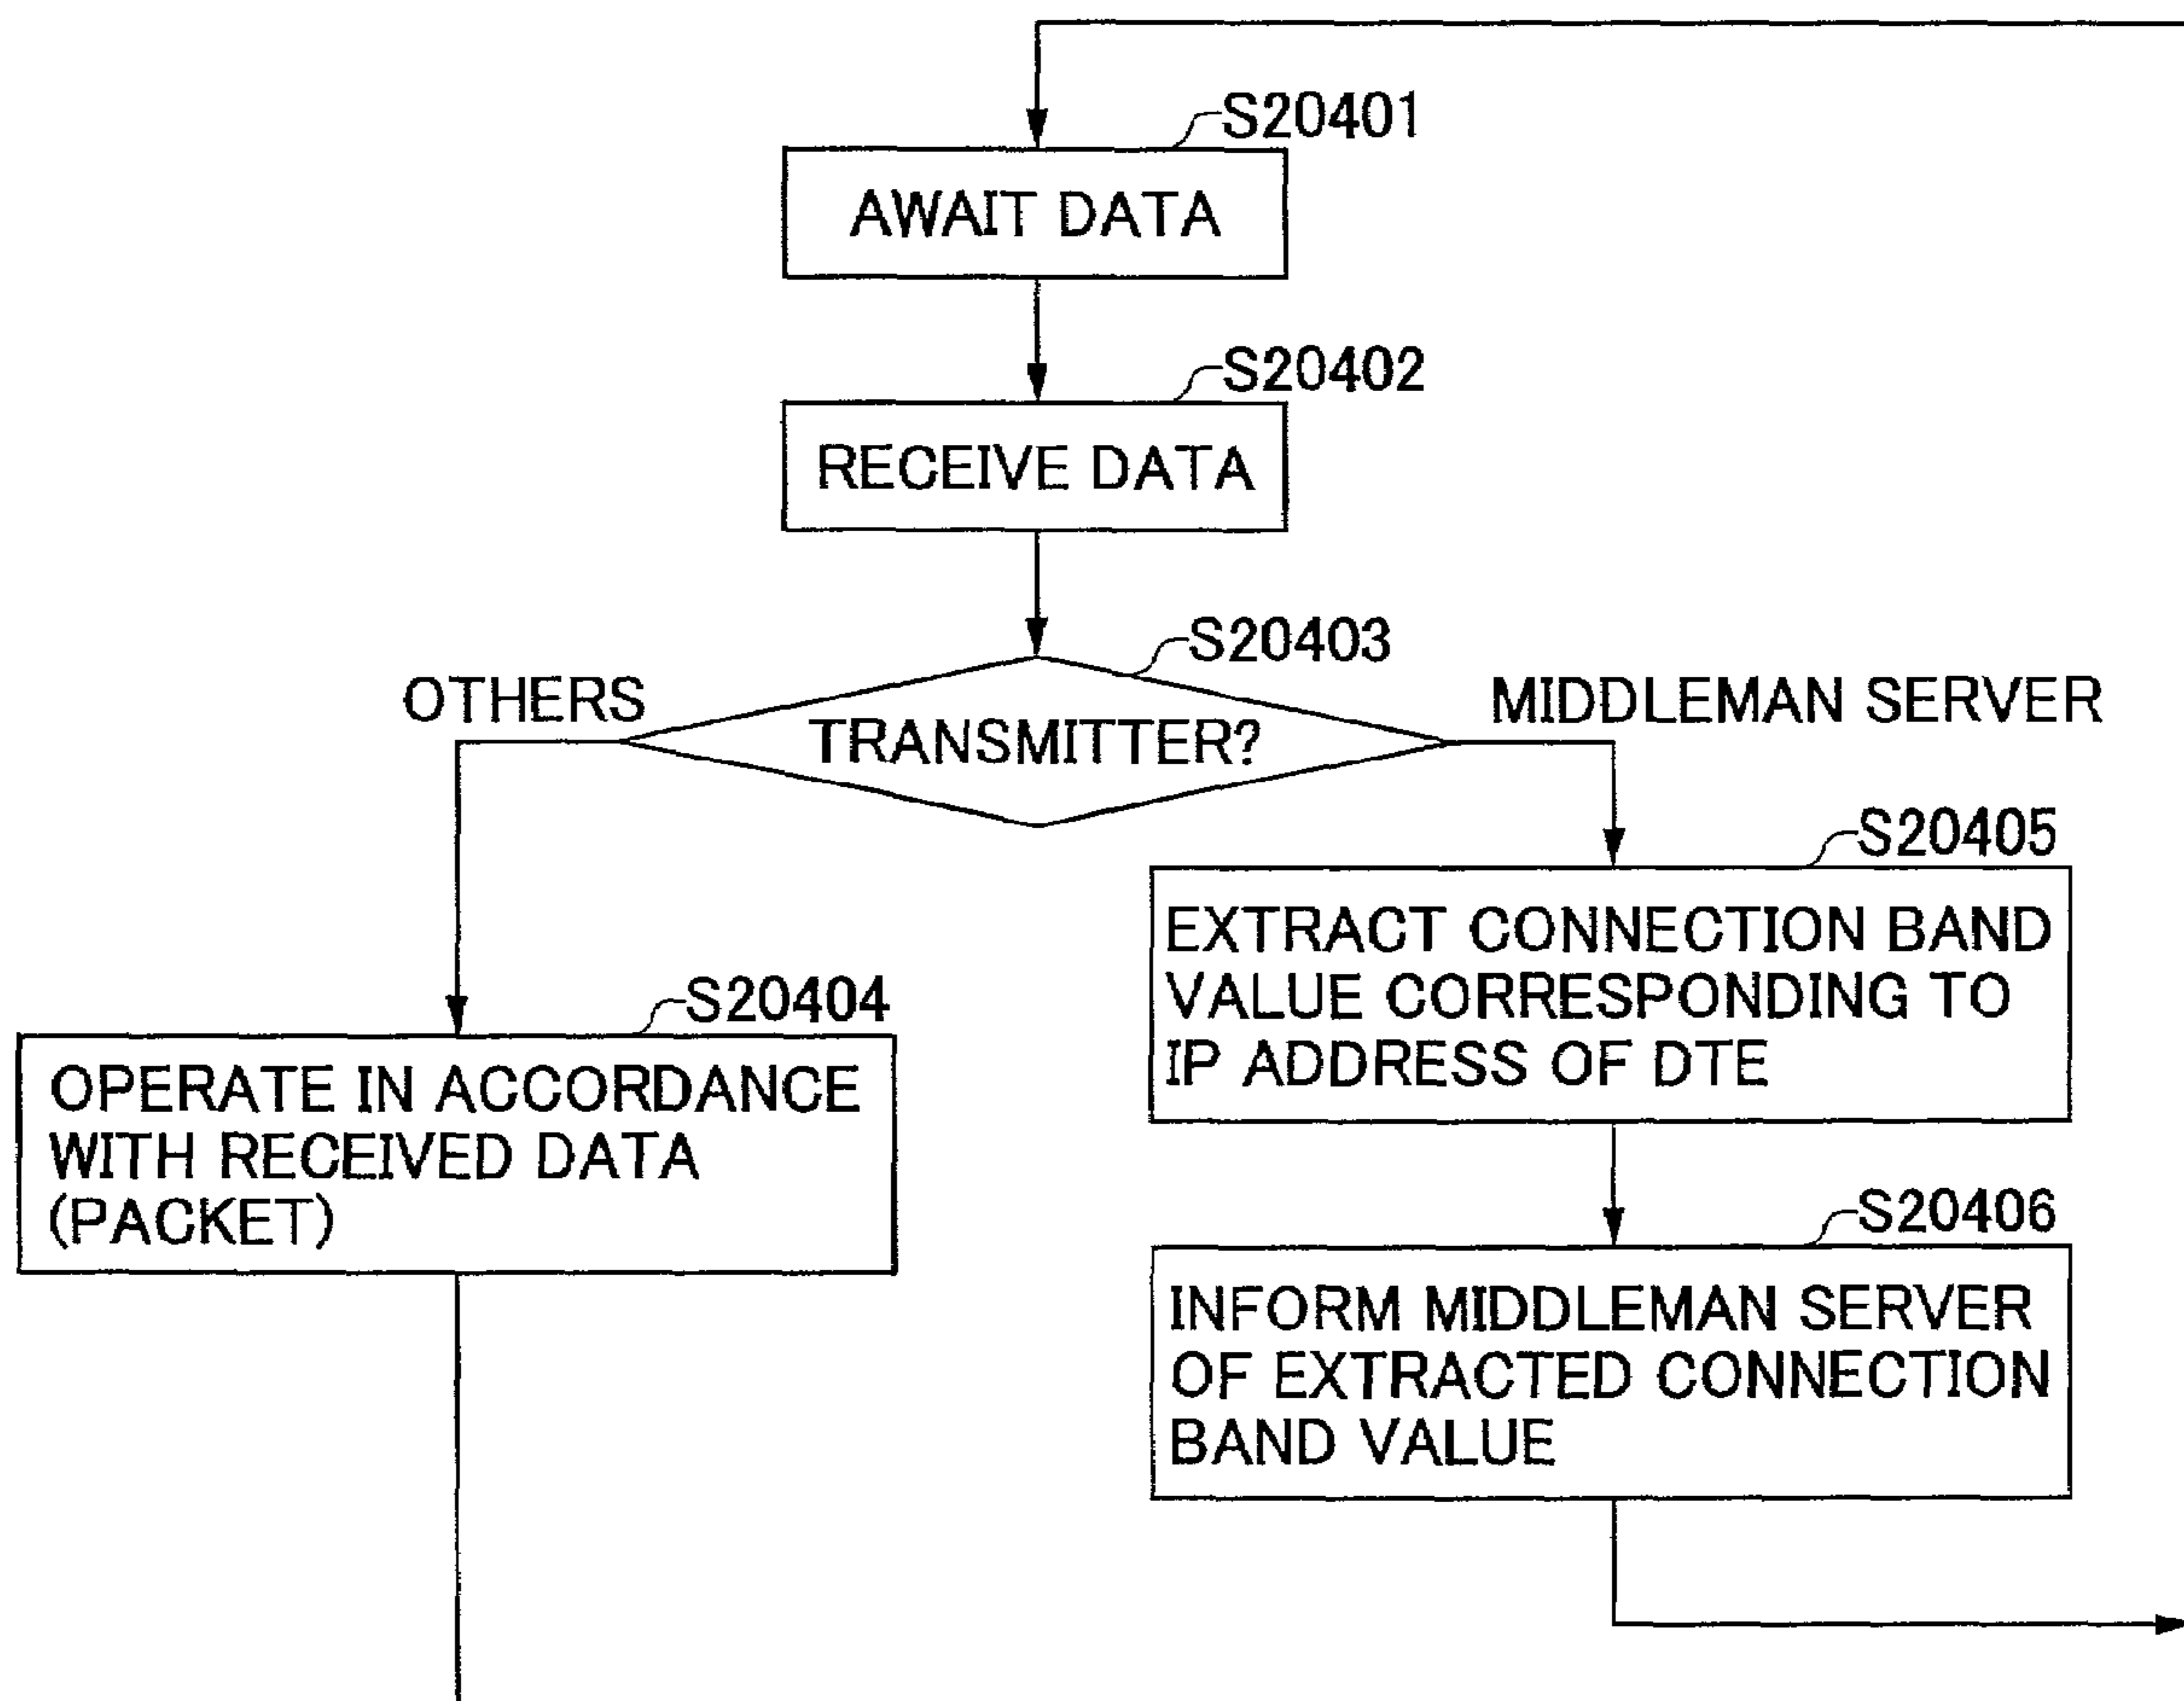 S20401
AWAIT DATA
S20402
RECEIVE DATA
S20403
OTHERS
TRANSMITTER?
MIDDLEMAN SERVER
S20405
EXTRACT CONNECTION BAND
VALUE CORRESPONDING TO
IP ADDRESS OF DTE
S20404
OPERATE IN ACCORDANCE
WITH RECEIVED DATA
(PACKET)
S20406
INFORM MIDDLEMAN SERVER
OF EXTRACTED CONNECTION
BAND VALUE